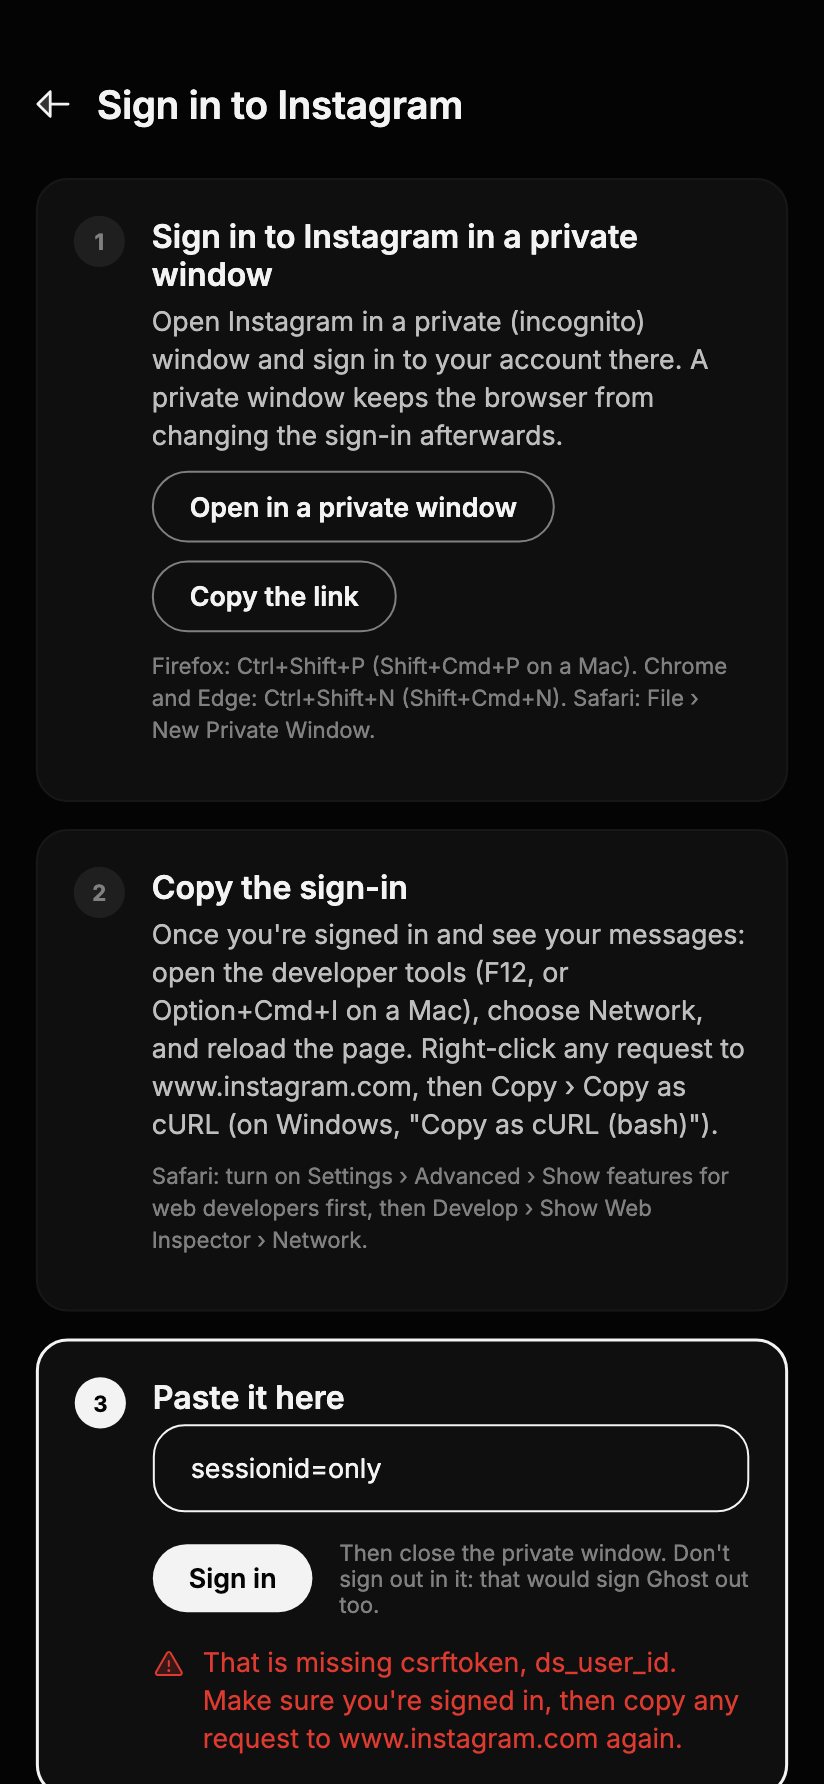 Sign in to Instagram
1
Sign in to Instagram in a private
window
Open Instagram in a private (incognito)
window and sign in to your account there. A
private window keeps the browser from
changing the sign-in afterwards.
Open in a private window
Copy the link
Firefox: Ctrl+Shift+P (Shift+Cmd+P on a Mac). Chrome
and Edge: Ctrl+Shift+N (Shift+Cmd+N). Safari: File ›
New Private Window.
2
Copy the sign-in
Once you're signed in and see your messages:
open the developer tools (F12, or
Option+Cmd+I on a Mac), choose Network,
and reload the page. Right-click any request to
www.instagram.com, then Copy › Copy as
cURL (on Windows, "Copy as cURL (bash)").
Safari: turn on Settings › Advanced › Show features for
web developers first, then Develop › Show Web
Inspector › Network.
3
Paste it here
sessionid=only
Sign in
Then close the private window. Don't
sign out in it: that would sign Ghost out
too.
That is missing csrftoken, ds_user_id.
Make sure you're signed in, then copy any
request to www.instagram.com again.